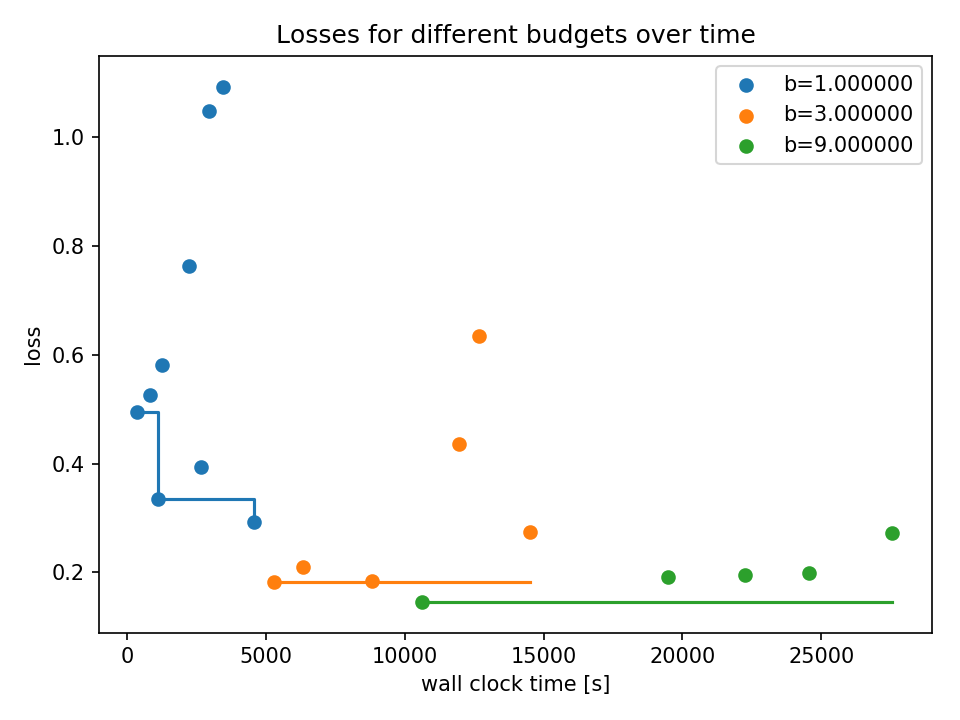 Losses for different budgets over time
b=1.000000
b=3.000000
b=9.000000
loss
1.0
0.8
0.6
0.4
0.2
0
5000
10000
15000
20000
25000
wall clock time [s]